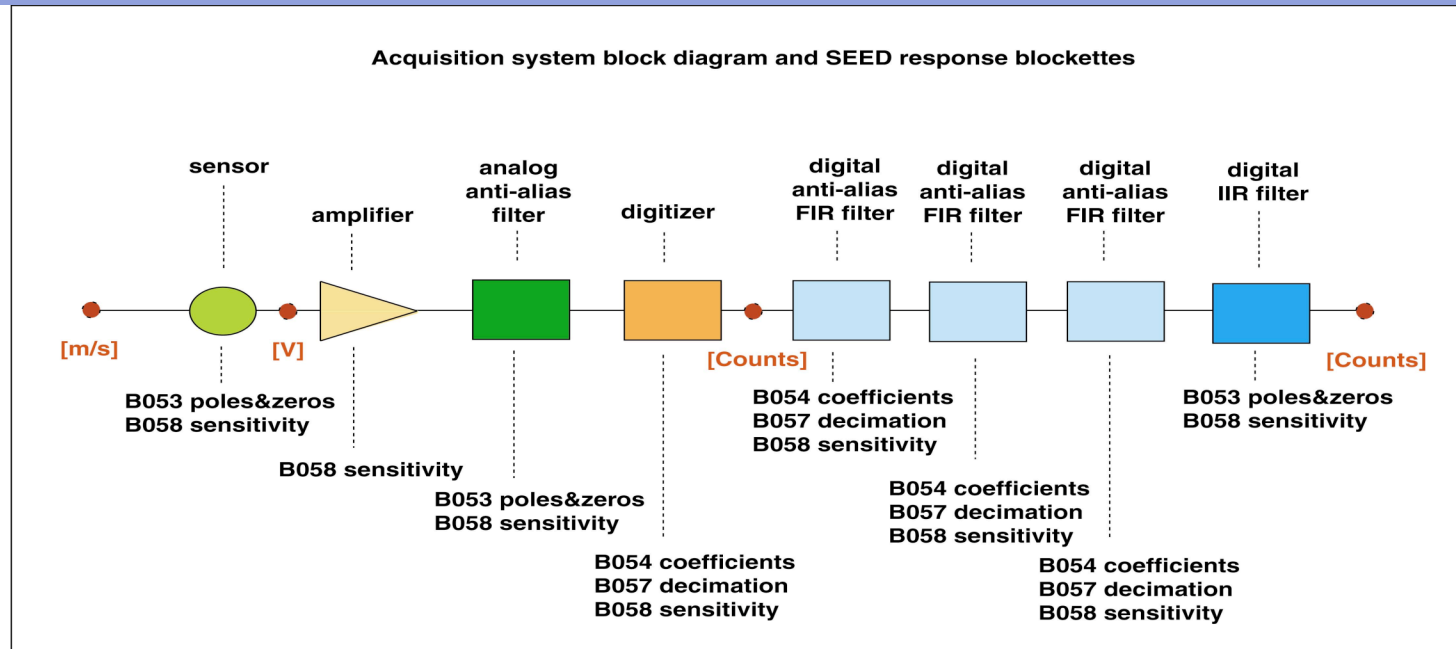 Acquisition system block diagram and SEED response blockettes
sensor
amplifier
analog
anti-alias
filter
digitizer
digital
anti-alias
FIR filter
digital
anti-alias
FIR filter
digital
anti-alias
FIR filter
digital
IIR filter
[m/s]
[V]
[Counts]
[Counts]
B053 poles&zeros
B058 sensitivity
B058 sensitivity
B053 poles&zeros
B058 sensitivity
B054 coefficients
B057 decimation
B058 sensitivity
B054 coefficients
B057 decimation
B058 sensitivity
B054 coefficients
B057 decimation
B058 sensitivity
B054 coefficients
B057 decimation
B058 sensitivity
B053 poles&zeros
B058 sensitivity